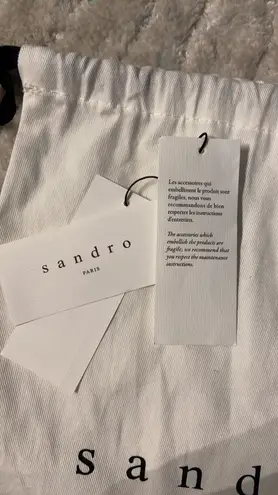 Les accessoires qui
embellissent le produit sont
fragiles, nous vous
recommandons de bien
respecter les instructions
d'entretien.
The accessories which
embellish the products are
fragile, we recommend that
you respect the maintenance
instructions.
sandro
PARIS
sand